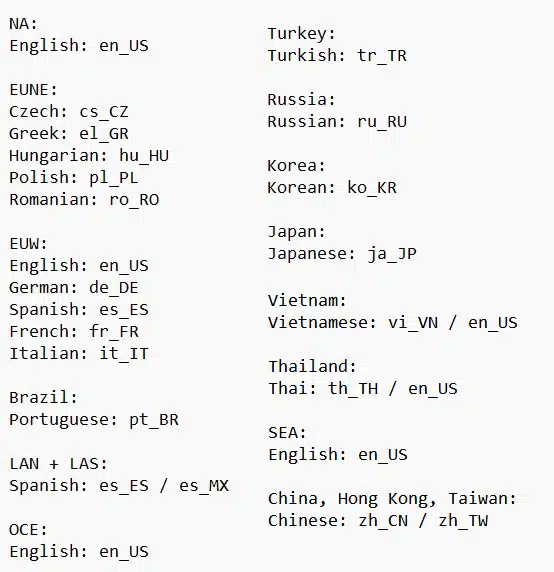 NA:
English: en_US
EUNE:
Czech: cs_CZ
Greek: el_GR
Hungarian: hu_HU
Polish: pl_PL
Romanian: ro_RO
EUW:
English: en_US
German: de_DE
Spanish: es_ES
French: fr_FR
Italian: it_IT
Brazil:
Portuguese: pt_BR
LAN + LAS:
Spanish: es_ES / es_MX
OCE:
English: en_US
Turkey:
Turkish: tr_TR
Russia:
Russian: ru_RU
Korea:
Korean: ko_KR
Japan:
Japanese: ja_JP
Vietnam:
Vietnamese: vi_VN / en_US
Thailand:
Thai: th_TH / en_US
SEA:
English: en_US
China, Hong Kong, Taiwan:
Chinese: zh_CN / zh_TW